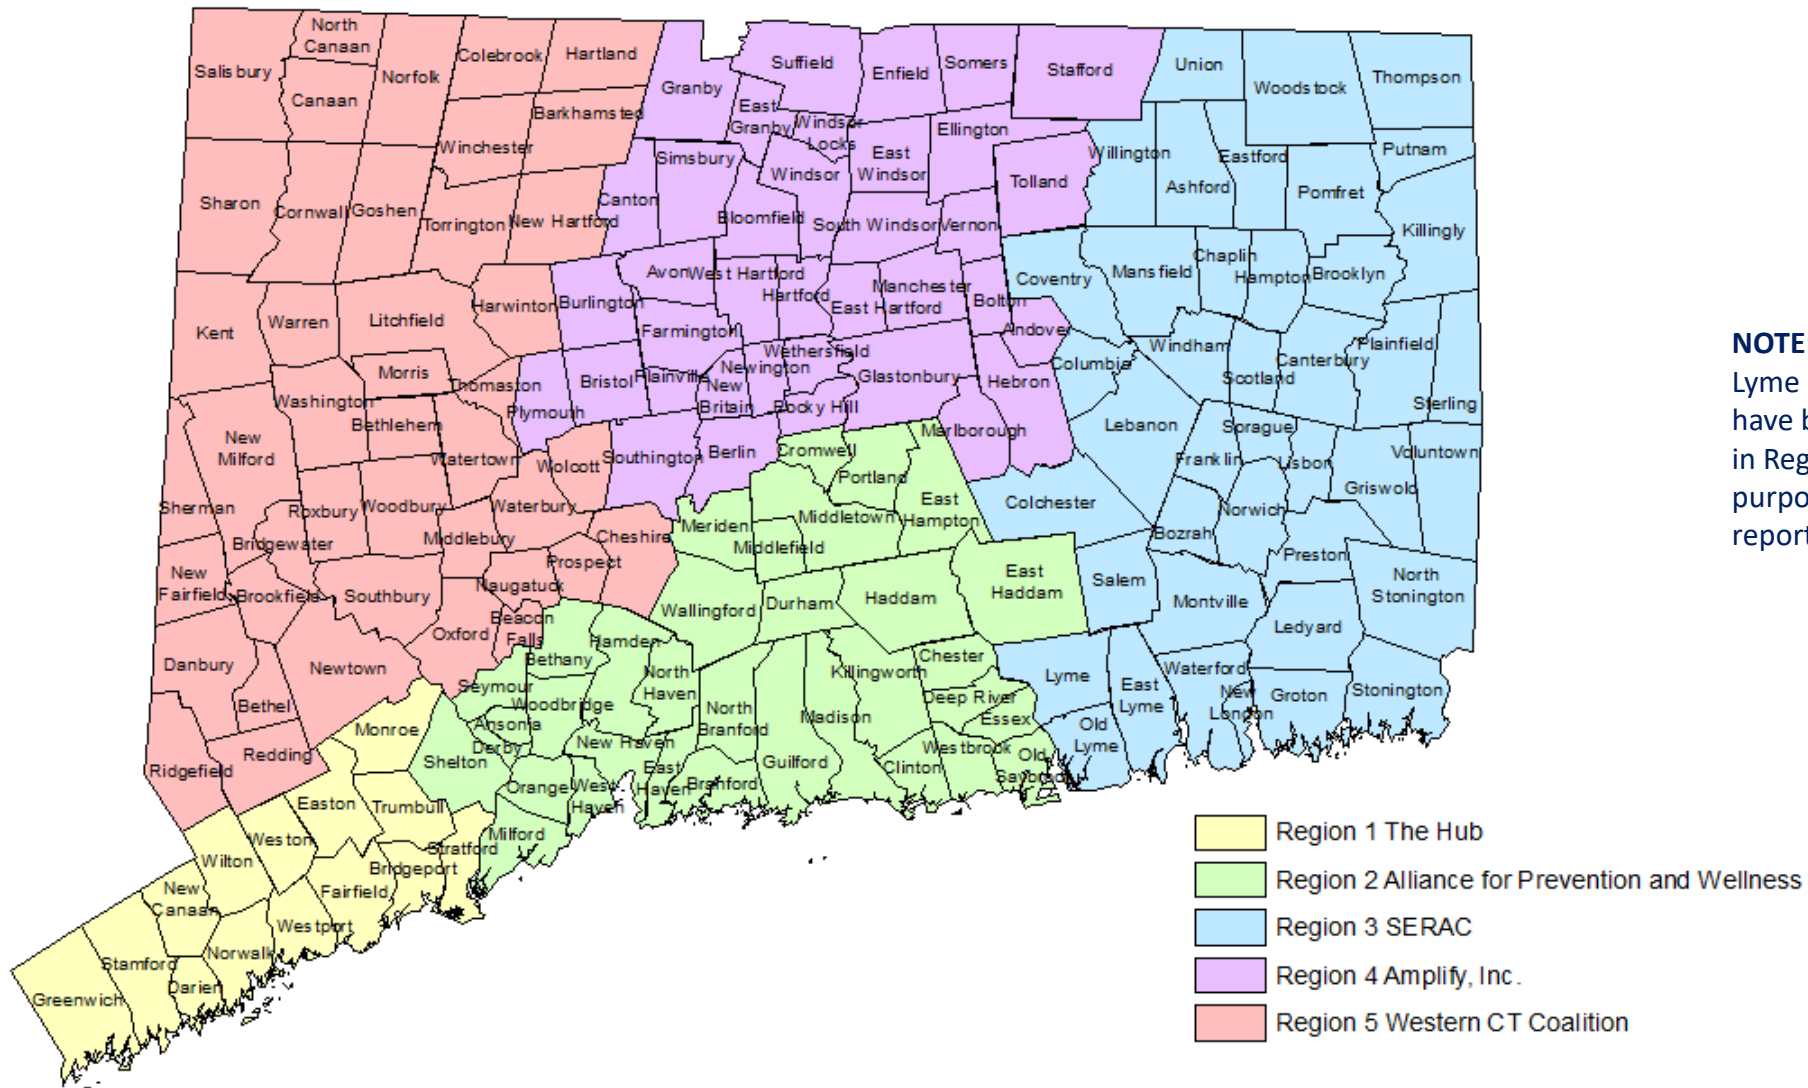 North
Canaan
Salisbury
Canaan
Norfolk
Colebrook
Hartland
Barkhamsted
Winchester
Sharon
Cornwall
Goshen
Torrington
New Hartford
Kent
Warren
Litchfield
Harwinton
Morris
Thomaston
Washington
Bethlehem
New
Milford
Watertown
Wolcott
Sherman
Roxbury
Woodbury
Waterbury
Bridgewater
Middlebury
Cheshire
Prospect
New
Fairfield
Brookfield
Southbury
Naugatuck
Beacon
Falls
Oxford
Danbury
Newtown
Bethel
Redding
Ridgefield
Granby
Suffield
Enfield
Somers
Stafford
East
Granby
Windsor
Locks
Ellington
Simsbury
Windsor
East
Windsor
Tolland
Canton
Bloomfield
South Windsor
Vernon
Avon
West Hartford
Hartford
Manchester
East Hartford
Bolton
Burlington
Farmington
Andover
Wethersfield
Newington
Bristol
Plainville
New
Britain
Glastonbury
Hebron
Plymouth
Rocky Hill
Marlborough
Southington
Berlin
Union
Woodstock
Thompson
Putnam
Willington
Eastford
Ashford
Pomfret
Killingly
Chaplin
Mansfield
Hampton
Brooklyn
Coventry
Windham
Canterbury
Plainfield
Columbia
Scotland
Sterling
Lebanon
Sprague
Franklin
Lisbon
Voluntown
Griswold
Colchester
Norwich
Bozrah
Preston
Salem
Montville
North
Stonington
Ledyard
Lyme
East
Lyme
Waterford
New
London
Groton
Stonington
Old
Lyme
Cromwell
Portland
Meriden
Middletown
East
Hampton
Middlefield
Wallingford
Durham
Haddam
East
Haddam
Hamden
Bethany
North
Haven
Killingworth
Chester
Seymour
Woodbridge
Deep River
Essex
Ansonia
Derby
North
Branford
Madison
Shelton
New Haven
Westbrook
Old
Saybrook
Guilford
Clinton
Orange
West
Haven
East
Haven
Branford
Milford
Monroe
Easton
Trumbull
Weston
Stratford
Wilton
Bridgeport
Fairfield
New
Canaan
Westport
Norwalk
Stamford
Darien
Greenwich
NOTE
Lyme
have b
in Reg
purpo
report
Region 1 The Hub
Region 2 Alliance for Prevention and Wellness
Region 3 SERAC
Region 4 Amplify, Inc.
Region 5 Western CT Coalition